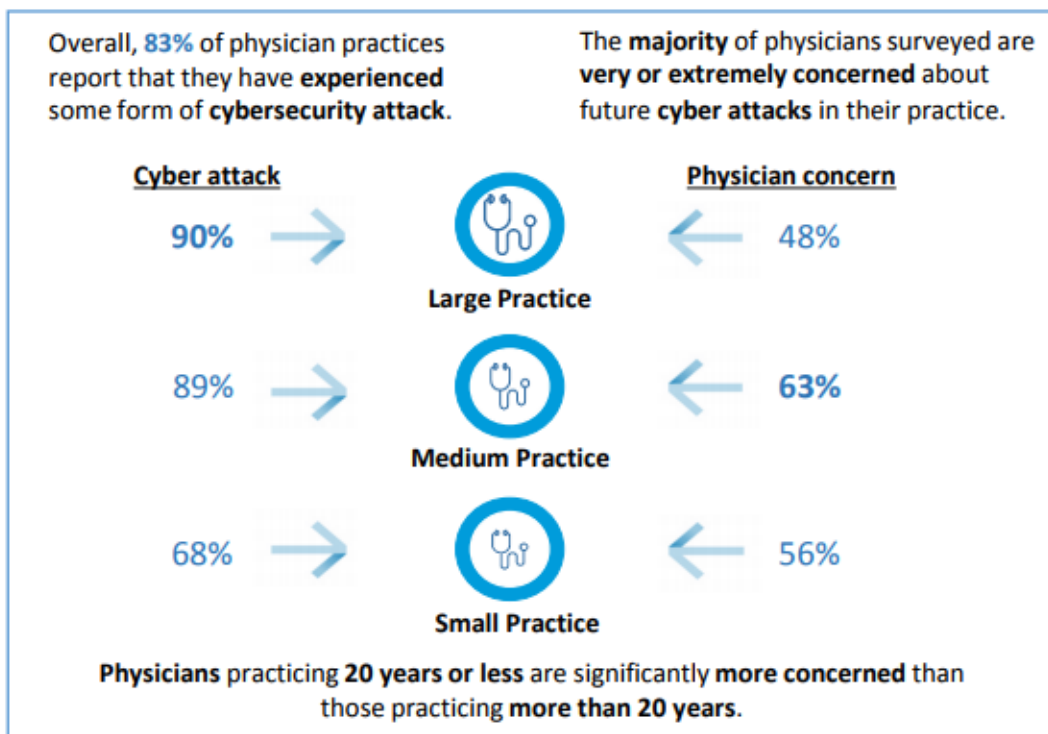 Overall, 83% of physician practices
report that they have experienced
some form of cybersecurity attack.
The majority of physicians surveyed are
very or extremely concerned about
future cyber attacks in their practice.
Cyber attack
Physician concern
90%
48%
Large Practice
89%
63%
Medium Practice
68%
56%
Small Practice
Physicians practicing 20 years or less are significantly more concerned than
those practicing more than 20 years.